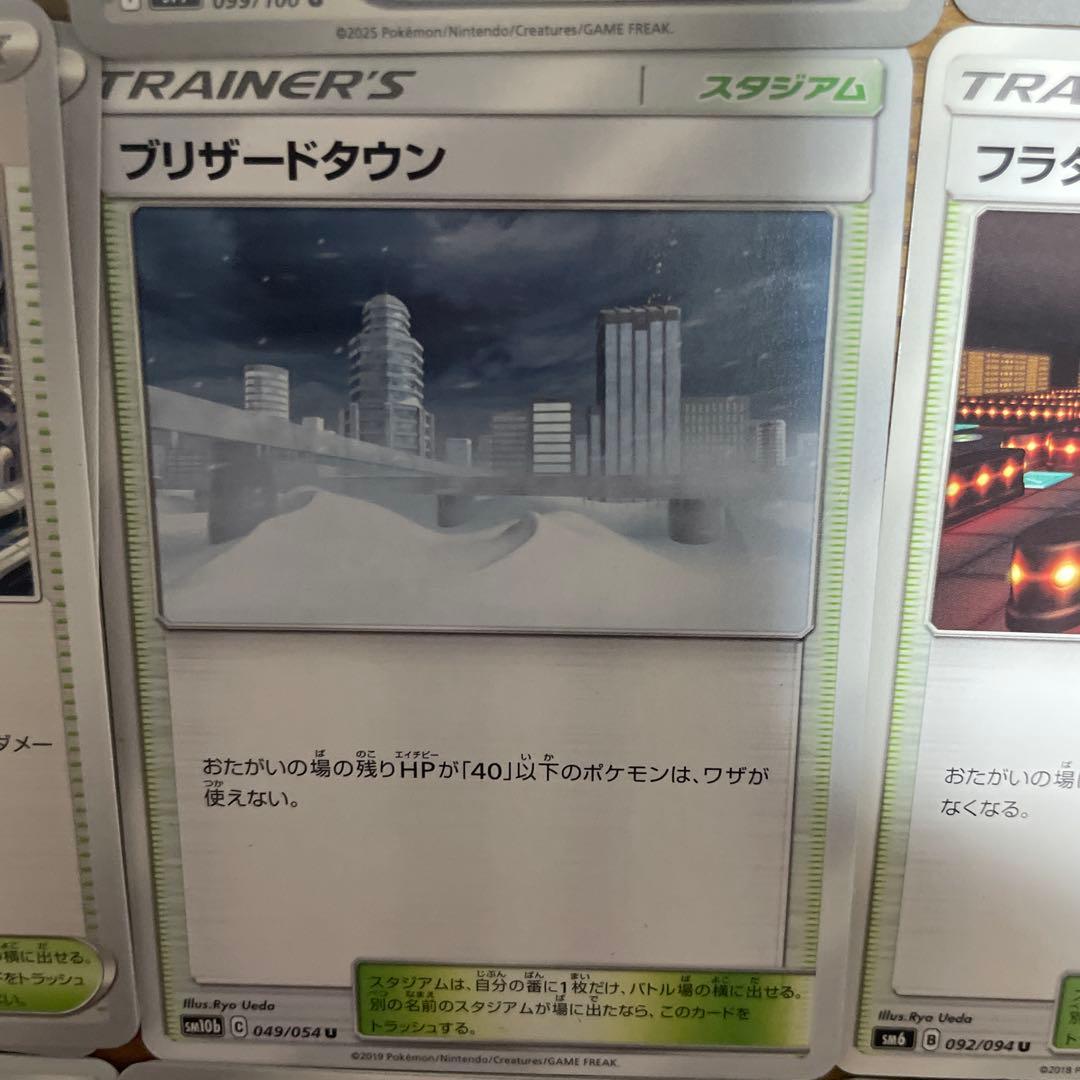 099/100 U
©2025 Pokémon/Nintendo/Creatures/GAME FREAK.
TRAINER'S
スタジアム
ブリザードタウン
おたがいの場の残りHPが「40」以下のポケモンは、ワザが
使えない。
スタジアムは、自分の番に1枚だけ、バトル場の横に出せる。
別の名前のスタジアムが場に出たなら、このカードを
トラッシュする。
Illus.Ryo Ueda
SM10b C 049/054 U
©2019 Pokémon/Nintendo/Creatures/GAME FREAK.
ダメー
横に出せる。
をトラッシュ
TRA
フラ
おたがいの場
なくなる。
Illus.Ryo Ueda
SM6 B 092/094 U
©2018